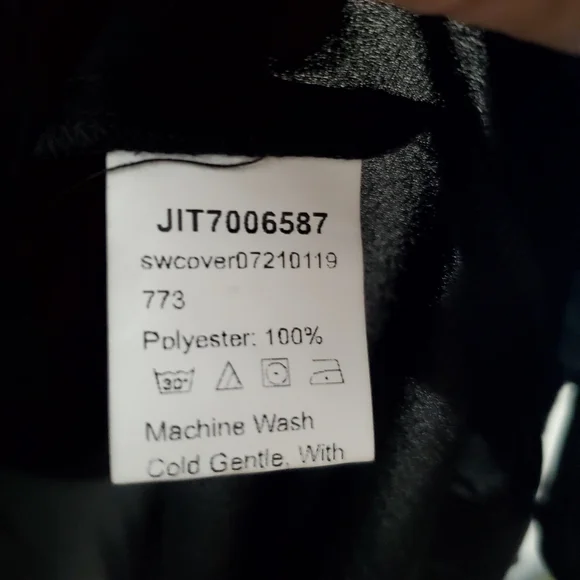 JIT7006587
swcover07210119
773
Polyester: 100%
30°
Machine Wash
Cold Gentle, With